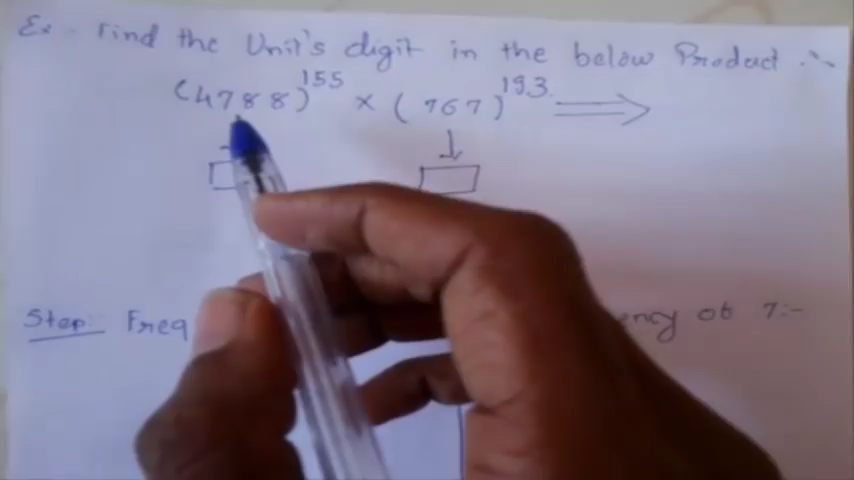 Ex - Find the Unit's digit in the below Product :-
(4788)^155 × (767)^193 ⟹
Step:- Freq ency of 7:-